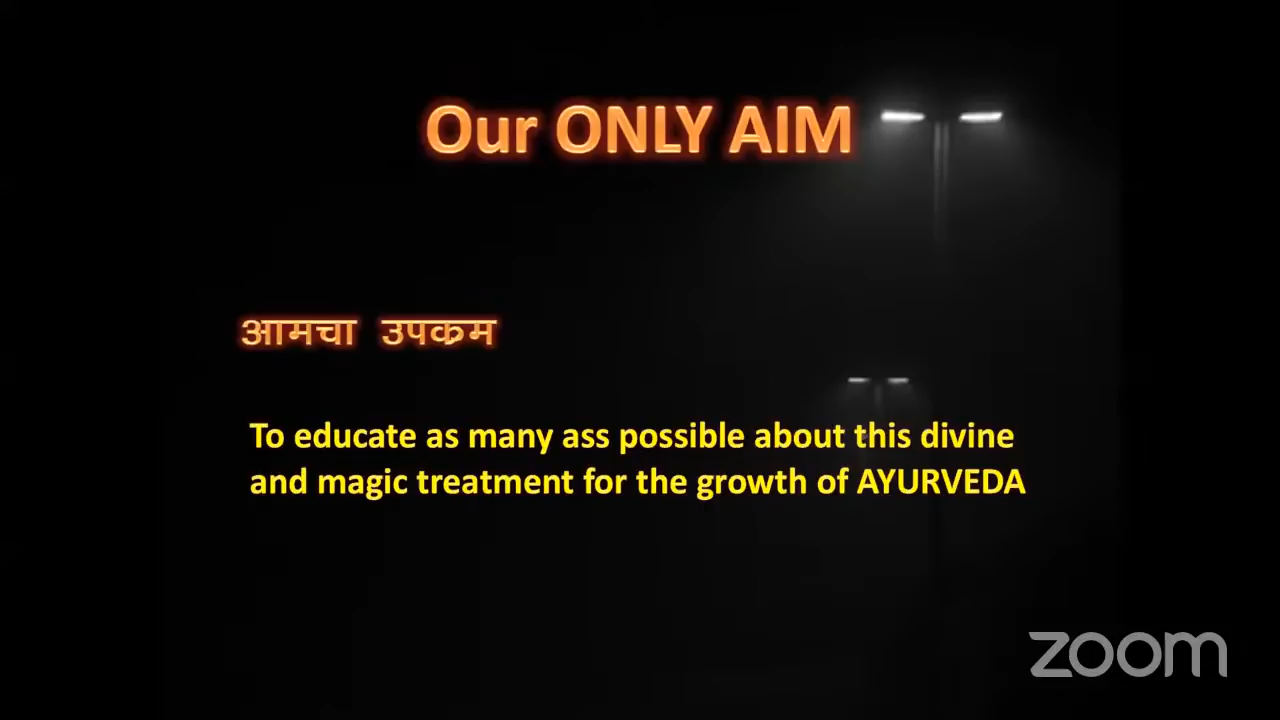 Our ONLY AIM
आमचा उपक्रम
To educate as many ass possible about this divine
and magic treatment for the growth of AYURVEDA
zoom